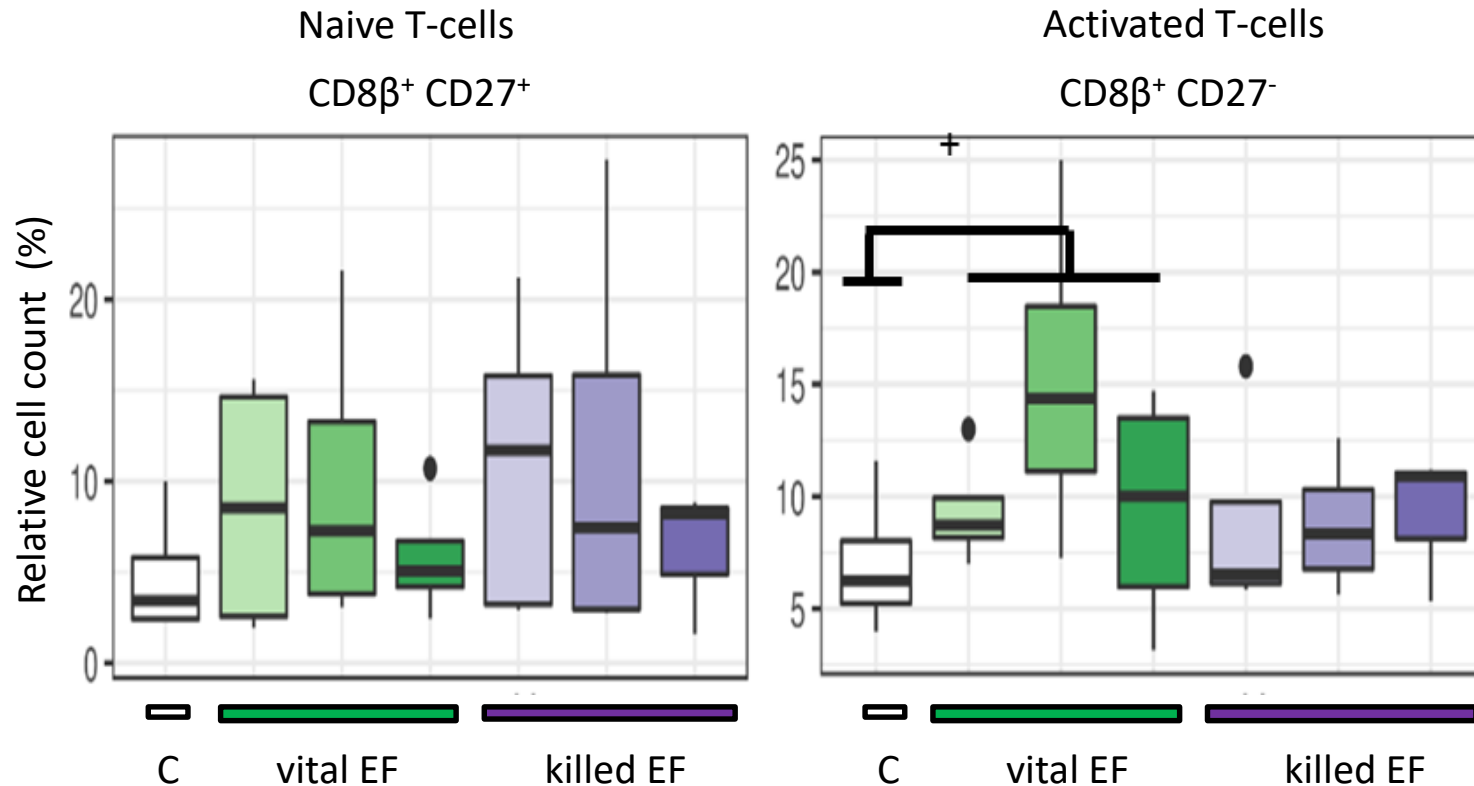 Naive T-cells
CD8β⁺ CD27⁺
Activated T-cells
CD8β⁺ CD27⁻
Relative cell count (%)
20
10
0
+
25
20
15
10
5
C
vital EF
killed EF
C
vital EF
killed EF